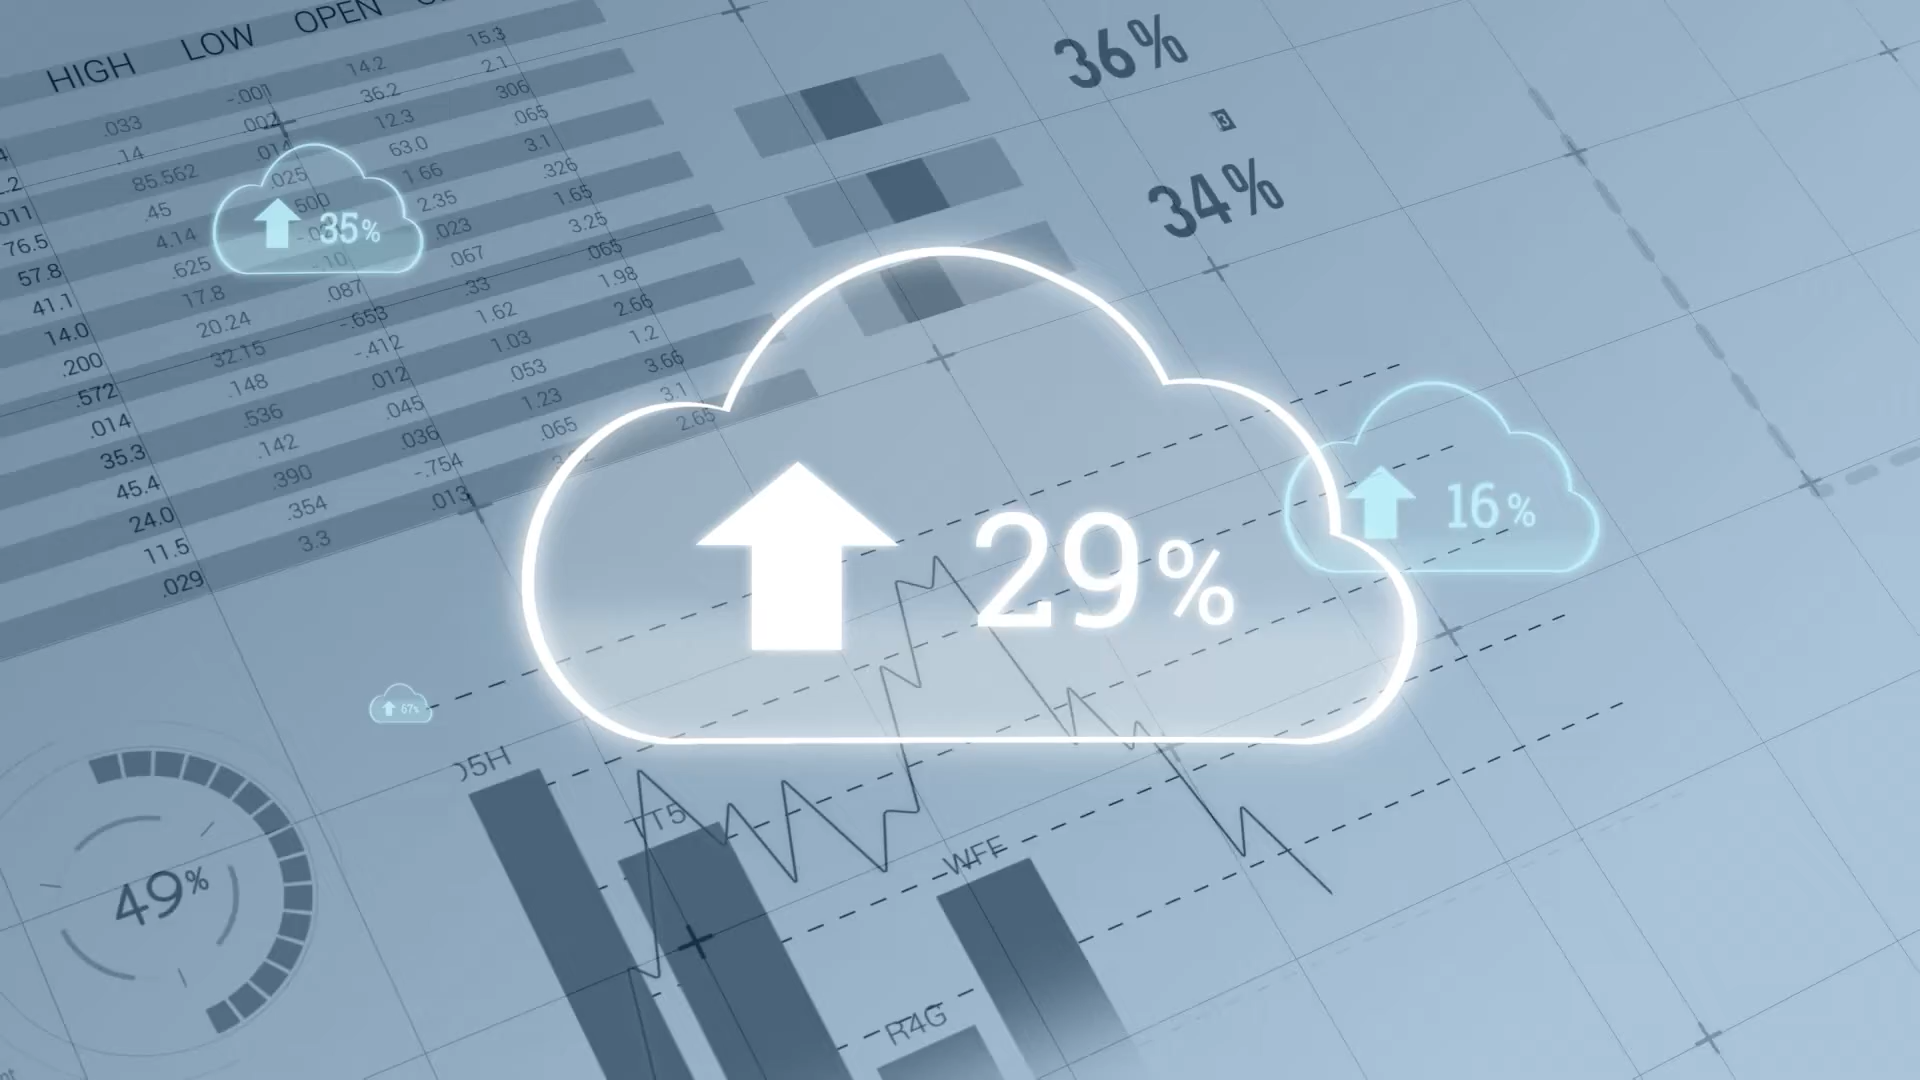 HIGH LOW OPEN
.033 -.001 14.2 15.3
.14 .002 36.2 2.1
85.562 .014 12.3 306
.45 .025 63.0 .065
76.5 4.14 500 1.66 3.1
57.8 .625 2.35 .326
41.1 17.8 -10 .023 1.65
14.0 20.24 .087 .067 3.25
.200 32.15 -.653 .33 .065
.572 .148 -.412 1.62 1.98
.014 .536 .012 1.03 2.66
35.3 .142 .045 .053 1.2
45.4 .390 .036 1.23 3.66
24.0 .354 -.754 .065 3.1
11.5 3.3 .013 2.65
.029
36%
3
34%
35%
29%
16%
67%
49%
TT5
WFE
R4G